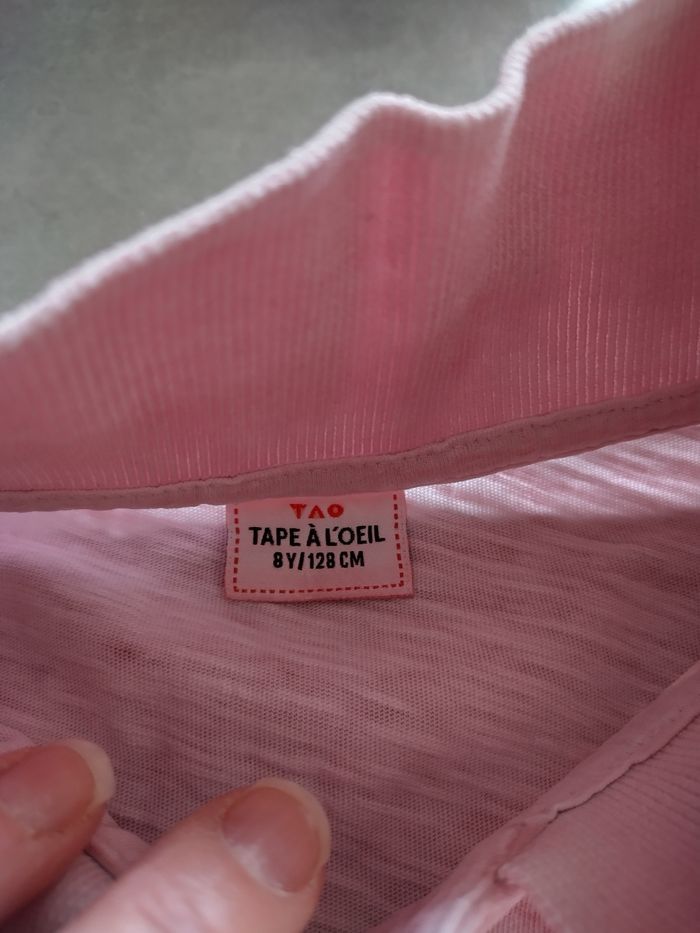 TAO
TAPE À L'OEIL
8Y/128 CM